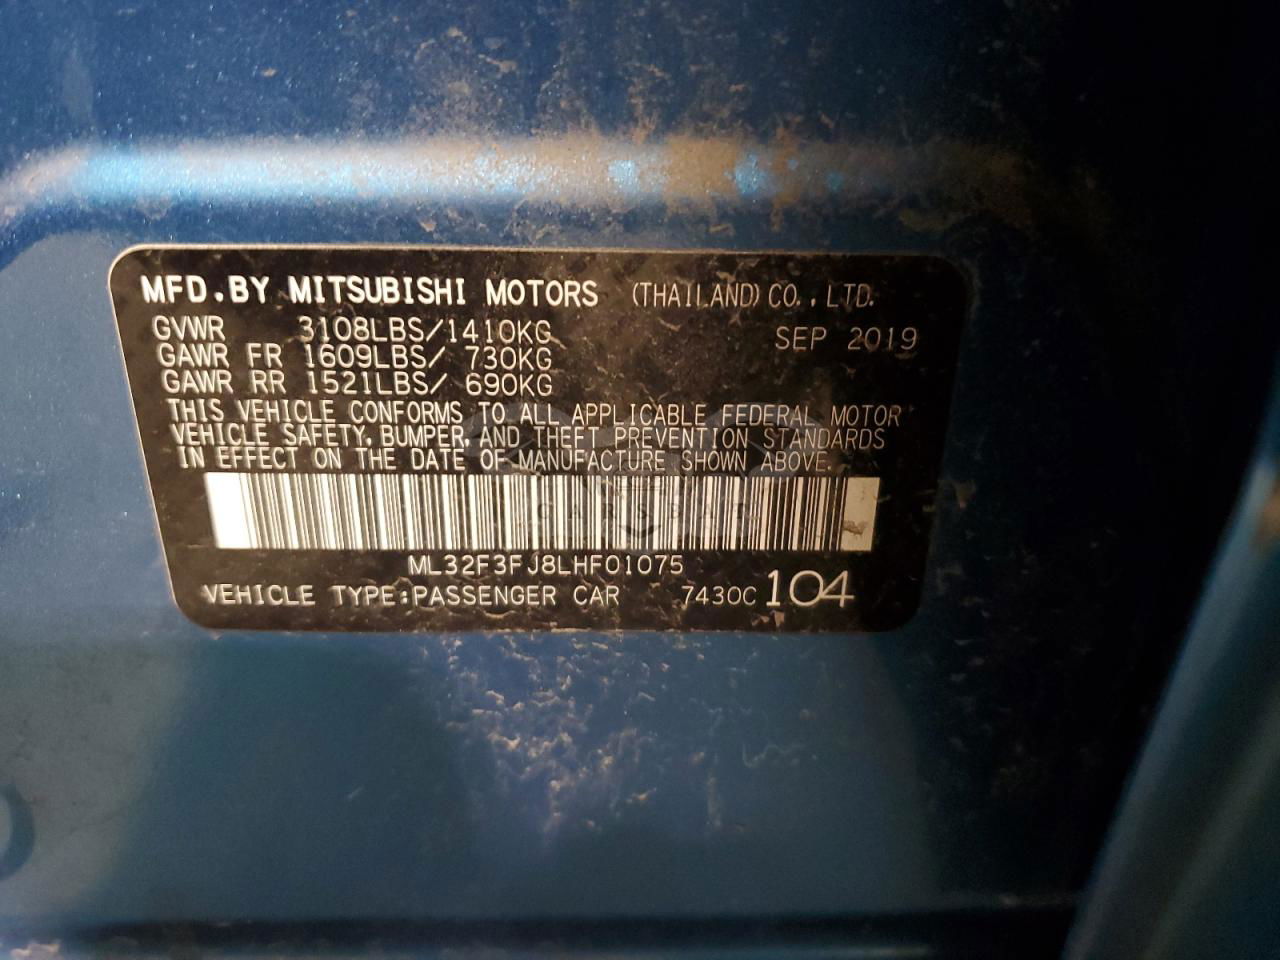 MFD.BY MITSUBISHI MOTORS (THAILAND) CO.,LTD.
GVWR 3108LBS/1410KG SEP 2019
GAWR FR 1609LBS/ 730KG
GAWR RR 1521LBS/ 690KG
THIS VEHICLE CONFORMS TO ALL APPLICABLE FEDERAL MOTOR
VEHICLE SAFETY, BUMPER, AND THEFT PREVENTION STANDARDS
IN EFFECT ON THE DATE OF MANUFACTURE SHOWN ABOVE.
ML32F3FJ8LHF01075
VEHICLE TYPE:PASSENGER CAR 7430C 104